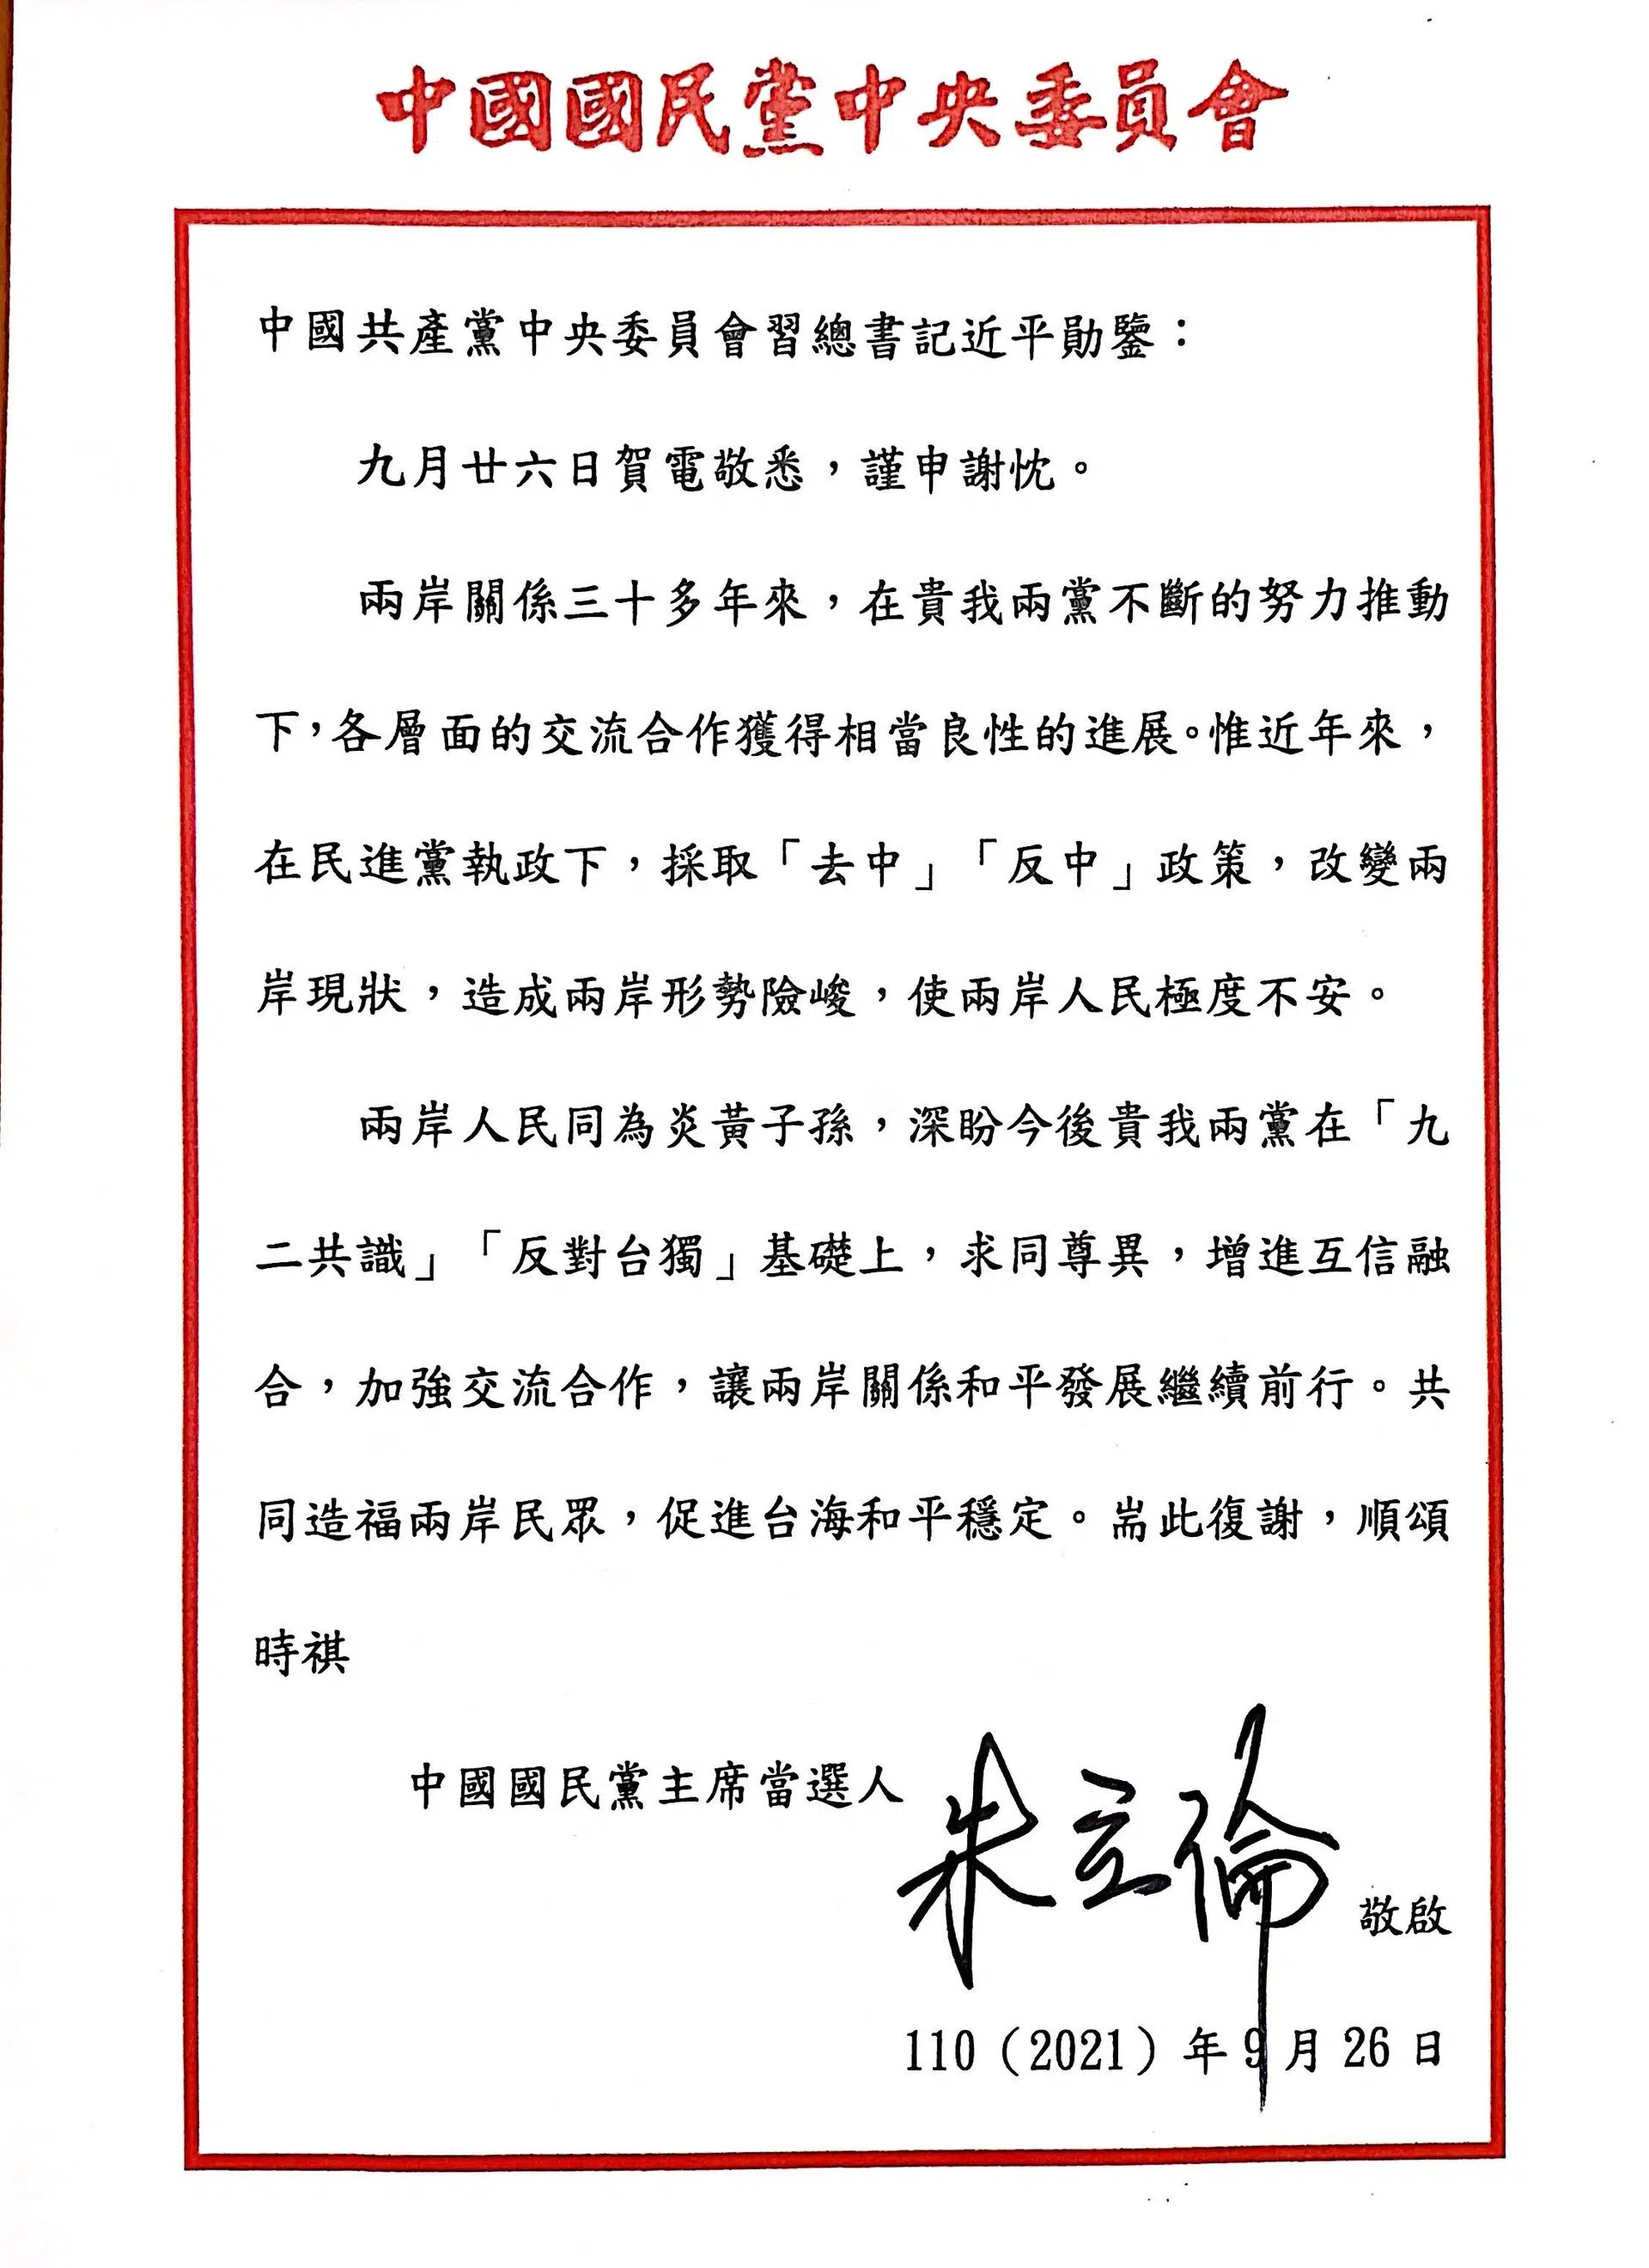 中國國民黨中央委員會
中國共產黨中央委員會習總書記近平勛鑒：
九月廿六日賀電敬悉，謹申謝忱。
兩岸關係三十多年來，在貴我兩黨不斷的努力推動
下，各層面的交流合作獲得相當良性的進展。惟近年來，
在民進黨執政下，採取「去中」「反中」政策，改變兩
岸現狀，造成兩岸形勢險峻，使兩岸人民極度不安。
兩岸人民同為炎黃子孫，深盼今後貴我兩黨在「九
二共識」「反對台獨」基礎上，求同尊異，增進互信融
合，加強交流合作，讓兩岸關係和平發展繼續前行。共
同造福兩岸民眾，促進台海和平穩定。耑此復謝，順頌
時祺
中國國民黨主席當選人
朱立倫
敬啟
110（2021）年9月26日